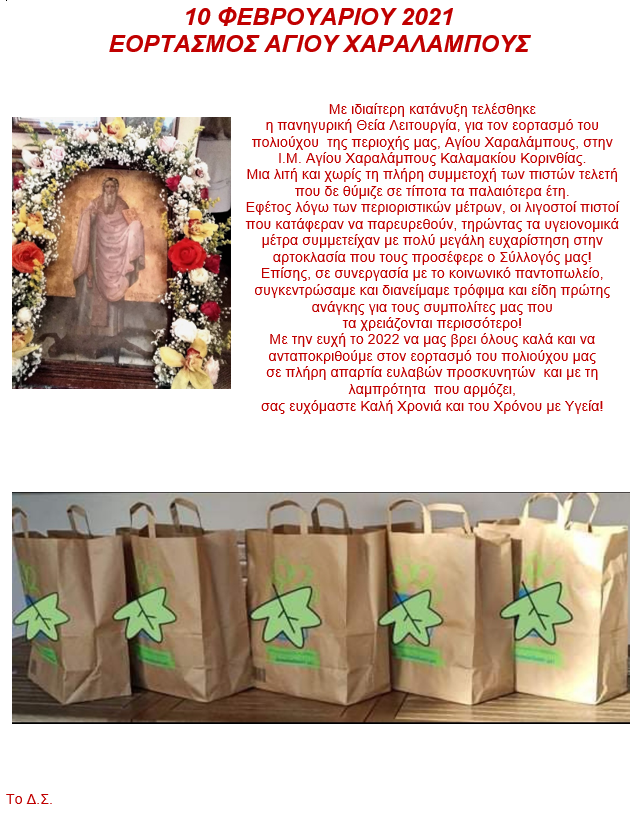 10 ΦΕΒΡΟΥΑΡΙΟΥ 2021
ΕΟΡΤΑΣΜΟΣ ΑΓΙΟΥ ΧΑΡΑΛΑΜΠΟΥΣ
Με ιδιαίτερη κατάνυξη τελέσθηκε
η πανηγυρική Θεία Λειτουργία, για τον εορτασμό του
πολιούχου της περιοχής μας, Αγίου Χαραλάμπους, στην
Ι.Μ. Αγίου Χαραλάμπους Καλαμακίου Κορινθίας.
Μια λιτή και χωρίς τη πλήρη συμμετοχή των πιστών τελετή
που δε θύμιζε σε τίποτα τα παλαιότερα έτη.
Εφέτος λόγω των περιοριστικών μέτρων, οι λιγοστοί πιστοί
που κατάφεραν να παρευρεθούν, τηρώντας τα υγειονομικά
μέτρα συμμετείχαν με πολύ μεγάλη ευχαρίστηση στην
αρτοκλασία που τους προσέφερε ο Σύλλογός μας!
Επίσης, σε συνεργασία με το κοινωνικό παντοπωλείο,
συγκεντρώσαμε και διανείμαμε τρόφιμα και είδη πρώτης
ανάγκης για τους συμπολίτες μας που
τα χρειάζονται περισσότερο!
Με την ευχή το 2022 να μας βρει όλους καλά και να
ανταποκριθούμε στον εορτασμό του πολιούχου μας
σε πλήρη απαρτία ευλαβών προσκυνητών και με τη
λαμπρότητα που αρμόζει,
σας ευχόμαστε Καλή Χρονιά και του Χρόνου με Υγεία!
Το Δ.Σ.